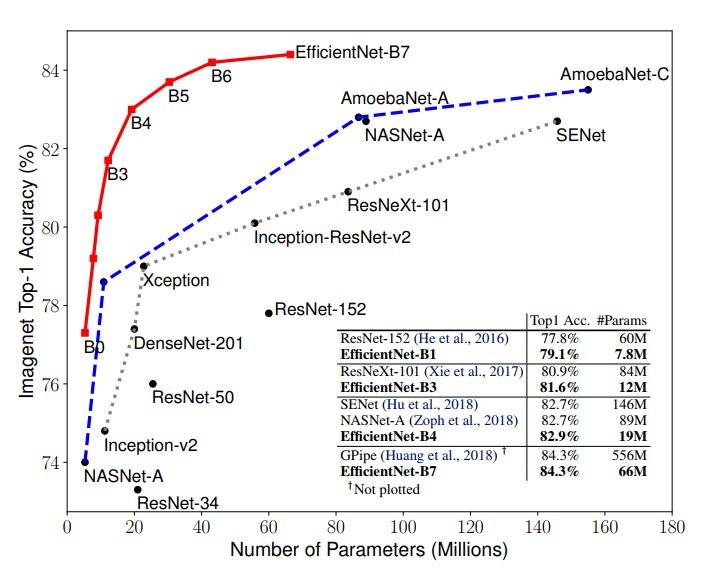 Imagenet Top-1 Accuracy (%)
84
82
80
78
76
74
EfficientNet-B7
B6
B5
B4
B3
B0
AmoebaNet-C
AmoebaNet-A
NASNet-A
SENet
ResNeXt-101
Inception-ResNet-v2
Xception
ResNet-152
DenseNet-201
ResNet-50
Inception-v2
NASNet-A
ResNet-34
Top1 Acc. #Params
ResNet-152 (He et al., 2016) 77.8% 60M
EfficientNet-B1 79.1% 7.8M
ResNeXt-101 (Xie et al., 2017) 80.9% 84M
EfficientNet-B3 81.6% 12M
SENet (Hu et al., 2018) 82.7% 146M
NASNet-A (Zoph et al., 2018) 82.7% 89M
EfficientNet-B4 82.9% 19M
GPipe (Huang et al., 2018) † 84.3% 556M
EfficientNet-B7 84.3% 66M
†Not plotted
0 20 40 60 80 100 120 140 160 180
Number of Parameters (Millions)